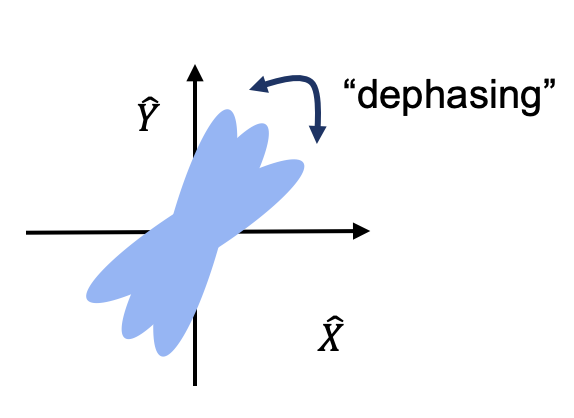 “dephasing”
Ŷ
X̂